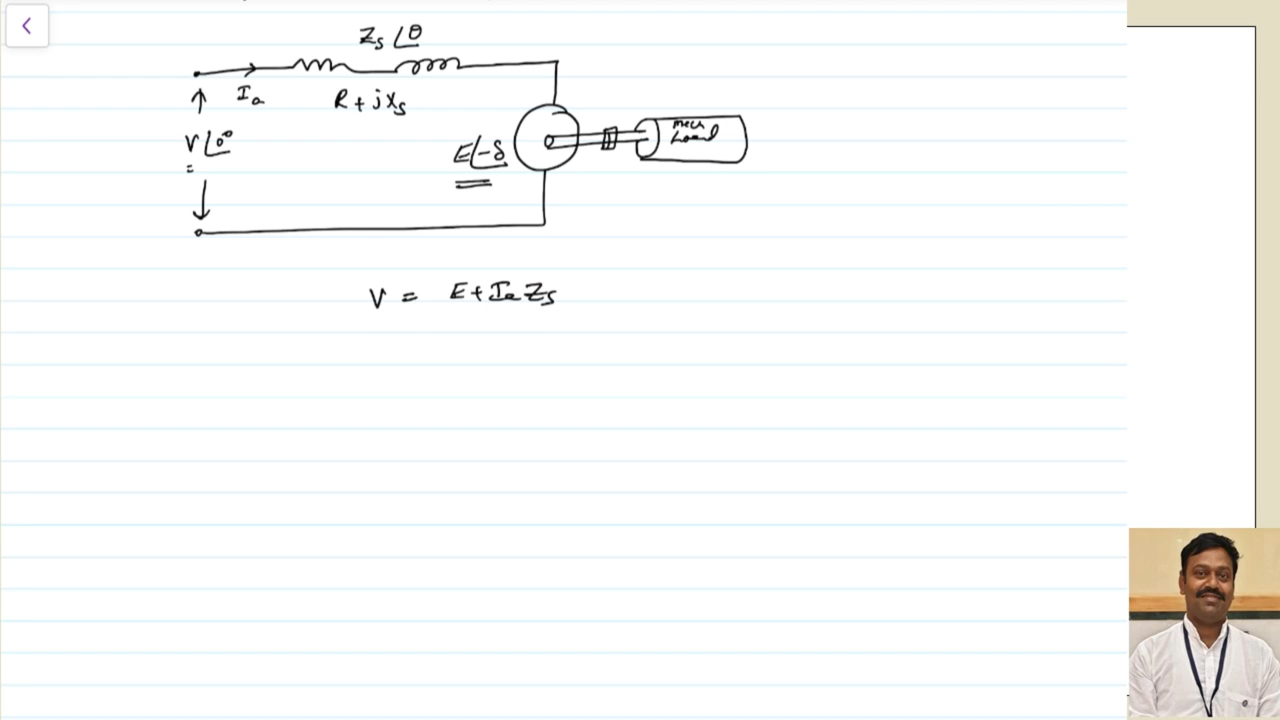 Zs ∠θ
Ia
R + jXs
V∠0°
E∠-δ
mech
Load
V = E + Ia Zs